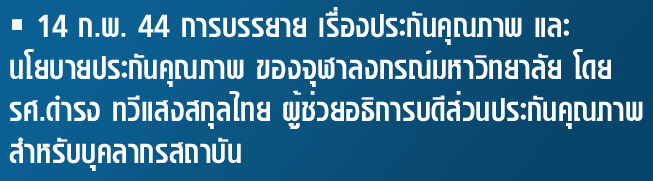 ▪ 14 ก.พ. 44 การบรรยาย เรื่องประกันคุณภาพ และ
นโยบายประกันคุณภาพ ของจุฬาลงกรณ์มหาวิทยาลัย โดย
รศ.ดำรง ทวีแสงสกุลไทย ผู้ช่วยอธิการบดีส่วนประกันคุณภาพ
สำหรับบุคลากรสถาบัน